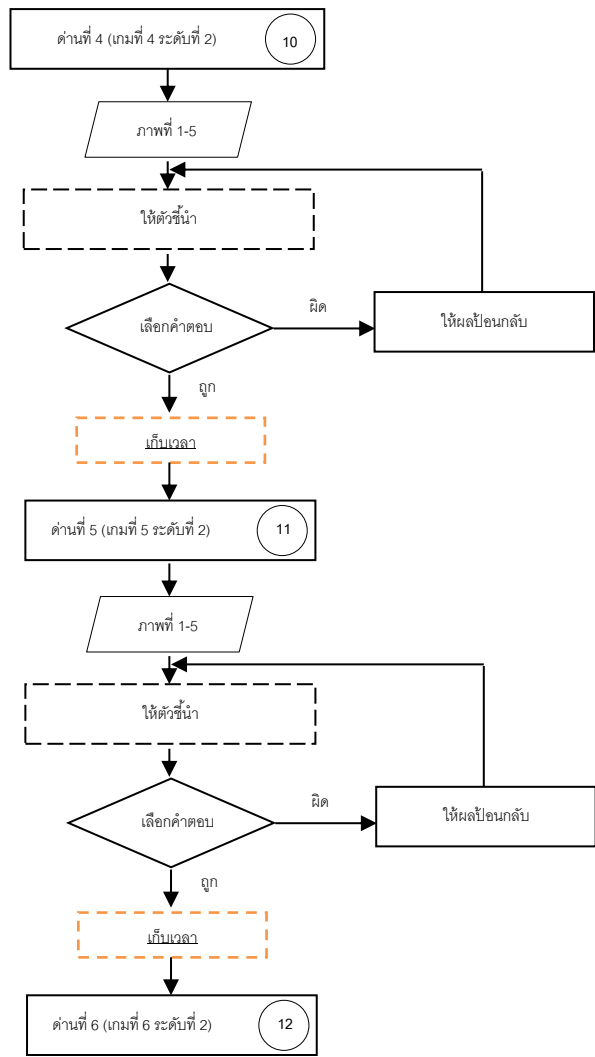 ด่านที่ 4 (เกมที่ 4 ระดับที่ 2) 10
ภาพที่ 1-5
ให้ตัวชี้นำ
เลือกคำตอบ
ผิด
ให้ผลป้อนกลับ
ถูก
เก็บเวลา
ด่านที่ 5 (เกมที่ 5 ระดับที่ 2) 11
ภาพที่ 1-5
ให้ตัวชี้นำ
เลือกคำตอบ
ผิด
ให้ผลป้อนกลับ
ถูก
เก็บเวลา
ด่านที่ 6 (เกมที่ 6 ระดับที่ 2) 12